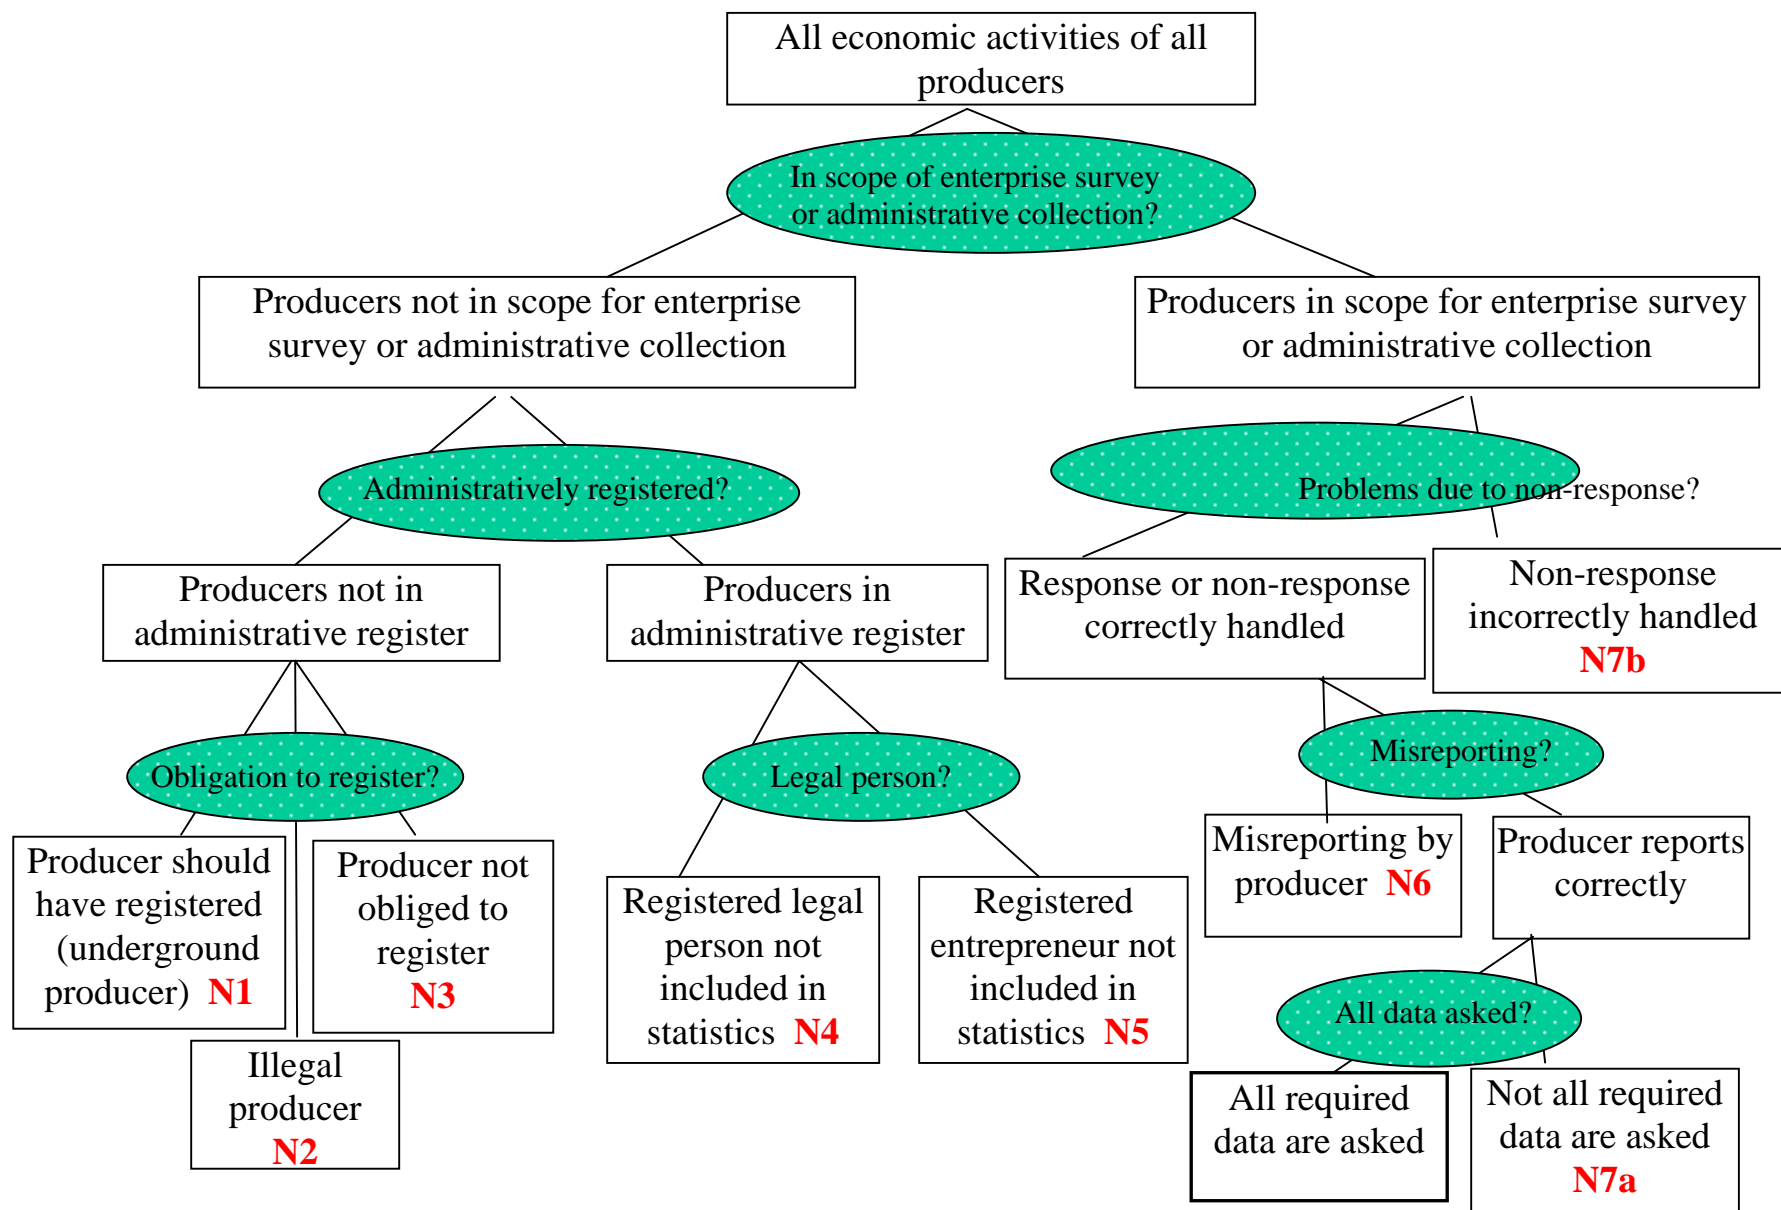 All economic activities of all
producers
In scope of enterprise survey
or administrative collection?
Producers not in scope for enterprise
survey or administrative collection
Producers in scope for enterprise survey
or administrative collection
Administratively registered?
Problems due to non-response?
Producers not in
administrative register
Producers in
administrative register
Response or non-response
correctly handled
Non-response
incorrectly handled
N7b
Obligation to register?
Legal person?
Misreporting?
Producer should
have registered
(underground
producer) N1
Producer not
obliged to
register
N3
Illegal
producer
N2
Registered legal
person not
included in
statistics N4
Registered
entrepreneur not
included in
statistics N5
Misreporting by
producer N6
Producer reports
correctly
All data asked?
All required
data are asked
Not all required
data are asked
N7a